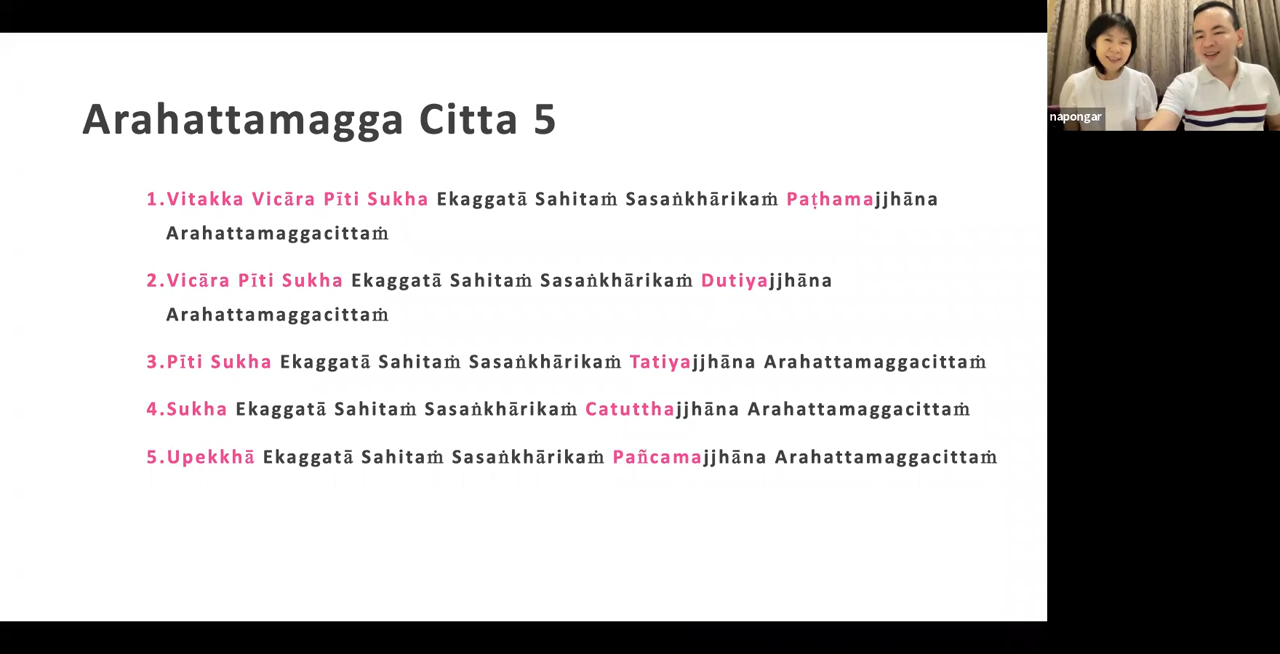 Arahattamagga Citta 5
1.Vitakka Vicāra Pīti Sukha Ekaggatā Sahitaṁ Sasaṅkhārikaṁ Paṭhamajjhāna
Arahattamaggacittaṁ
2.Vicāra Pīti Sukha Ekaggatā Sahitaṁ Sasaṅkhārikaṁ Dutiyajjhāna
Arahattamaggacittaṁ
3.Pīti Sukha Ekaggatā Sahitaṁ Sasaṅkhārikaṁ Tatiyajjhāna Arahattamaggacittaṁ
4.Sukha Ekaggatā Sahitaṁ Sasaṅkhārikaṁ Catutthajjhāna Arahattamaggacittaṁ
5.Upekkhā Ekaggatā Sahitaṁ Sasaṅkhārikaṁ Pañcamajjhāna Arahattamaggacittaṁ
napongar